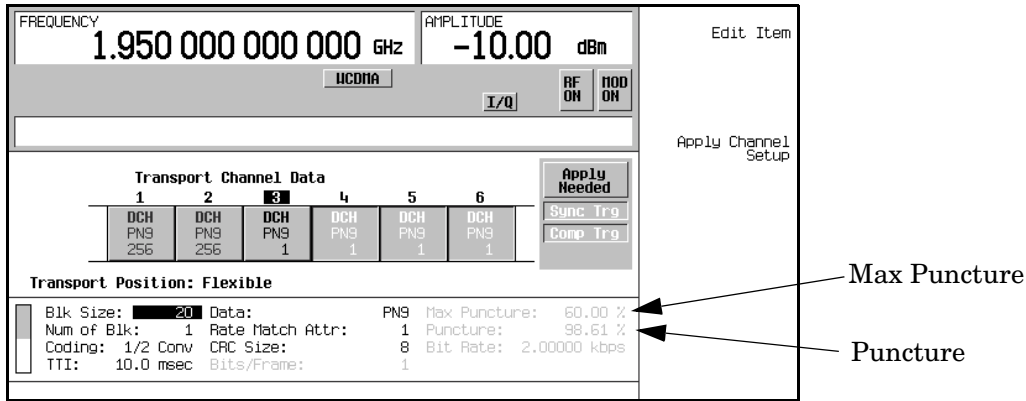 FREQUENCY
1.950 000 000 000 GHz
AMPLITUDE
-10.00 dBm
WCDMA
I/Q
RF ON
MOD ON
Edit Item
Apply Channel Setup
Transport Channel Data
1 2 3 4 5 6
DCH DCH DCH DCH DCH DCH
PN9 PN9 PN9 PN9 PN9 PN9
256 256 1 1 1 1
Apply Needed
Sync Trg
Comp Trg
Transport Position: Flexible
Blk Size: 20 Data: PN9 Max Puncture: 60.00 %
Num of Blk: 1 Rate Match Attr: 1 Puncture: 98.61 %
Coding: 1/2 Conv CRC Size: 8 Bit Rate: 2.00000 kbps
TTI: 10.0 msec Bits/Frame: 1
Max Puncture
Puncture